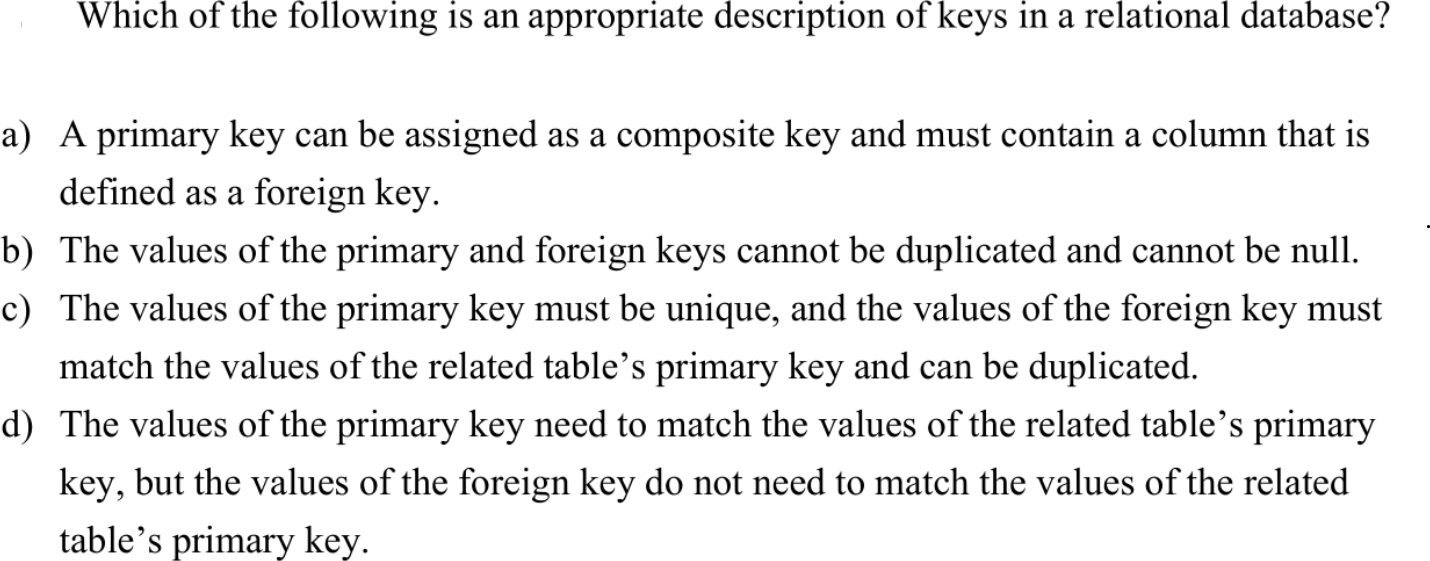 Which of the following is an appropriate description of keys in a relational database?
a) A primary key can be assigned as a composite key and must contain a column that is
defined as a foreign key.
b) The values of the primary and foreign keys cannot be duplicated and cannot be null.
c) The values of the primary key must be unique, and the values of the foreign key must
match the values of the related table’s primary key and can be duplicated.
d) The values of the primary key need to match the values of the related table’s primary
key, but the values of the foreign key do not need to match the values of the related
table’s primary key.